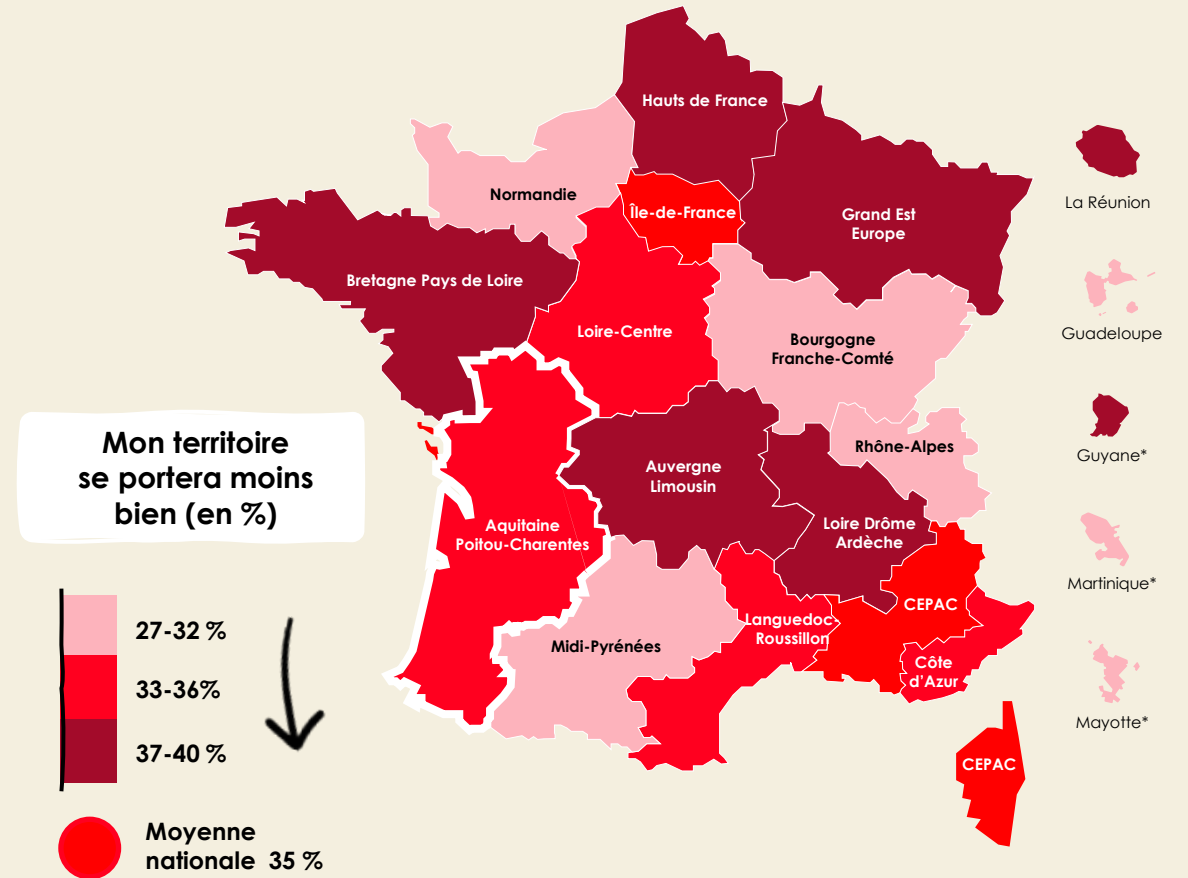 Hauts de France
Normandie
Île-de-France
Grand Est
Europe
Bretagne Pays de Loire
Loire-Centre
Bourgogne
Franche-Comté
Rhône-Alpes
Auvergne
Limousin
Loire Drôme
Ardèche
Aquitaine
Poitou-Charentes
CEPAC
Languedoc-
Roussillon
Midi-Pyrénées
Côte
d'Azur
CEPAC
La Réunion
Guadeloupe
Guyane*
Martinique*
Mayotte*
Mon territoire
se portera moins
bien (en %)
27-32 %
33-36%
37-40 %
Moyenne
nationale 35 %